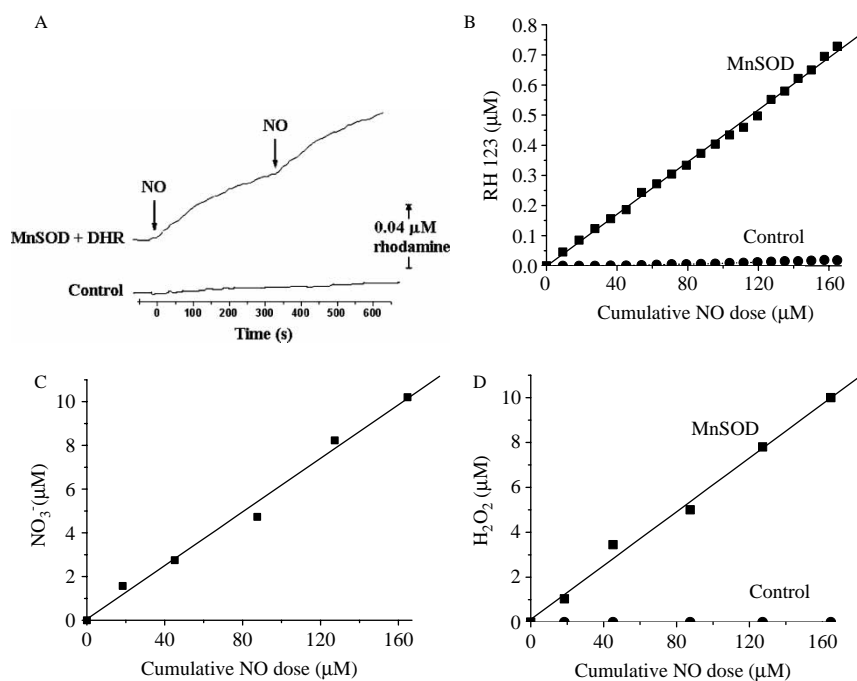 A
NO
NO
MnSOD + DHR
0.04 µM
rhodamine
Control
0 100 200 300 400 500 600
Time (s)
B
0.8
0.7
0.6
0.5
0.4
0.3
0.2
0.1
0.0
RH 123 (µM)
MnSOD
Control
0 40 80 120 160
Cumulative NO dose (µM)
C
10
8
6
4
2
0
NO₃⁻ (µM)
0 40 80 120 160
Cumulative NO dose (µM)
D
10
8
6
4
2
0
H₂O₂ (µM)
MnSOD
Control
0 40 80 120 160
Cumulative NO dose (µM)